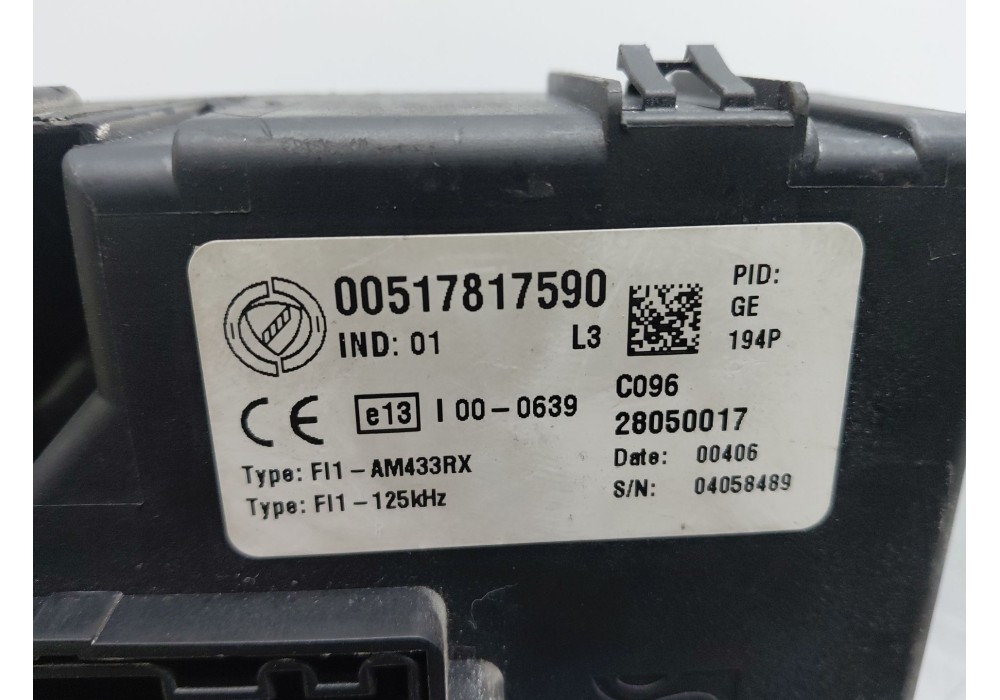 00517817590
IND: 01 L3
PID:
GE
194P
CE e13 I 00-0639
Type: FI1-AM433RX
Type: FI1-125kHz
C096
28050017
Date: 00406
S/N: 04058489